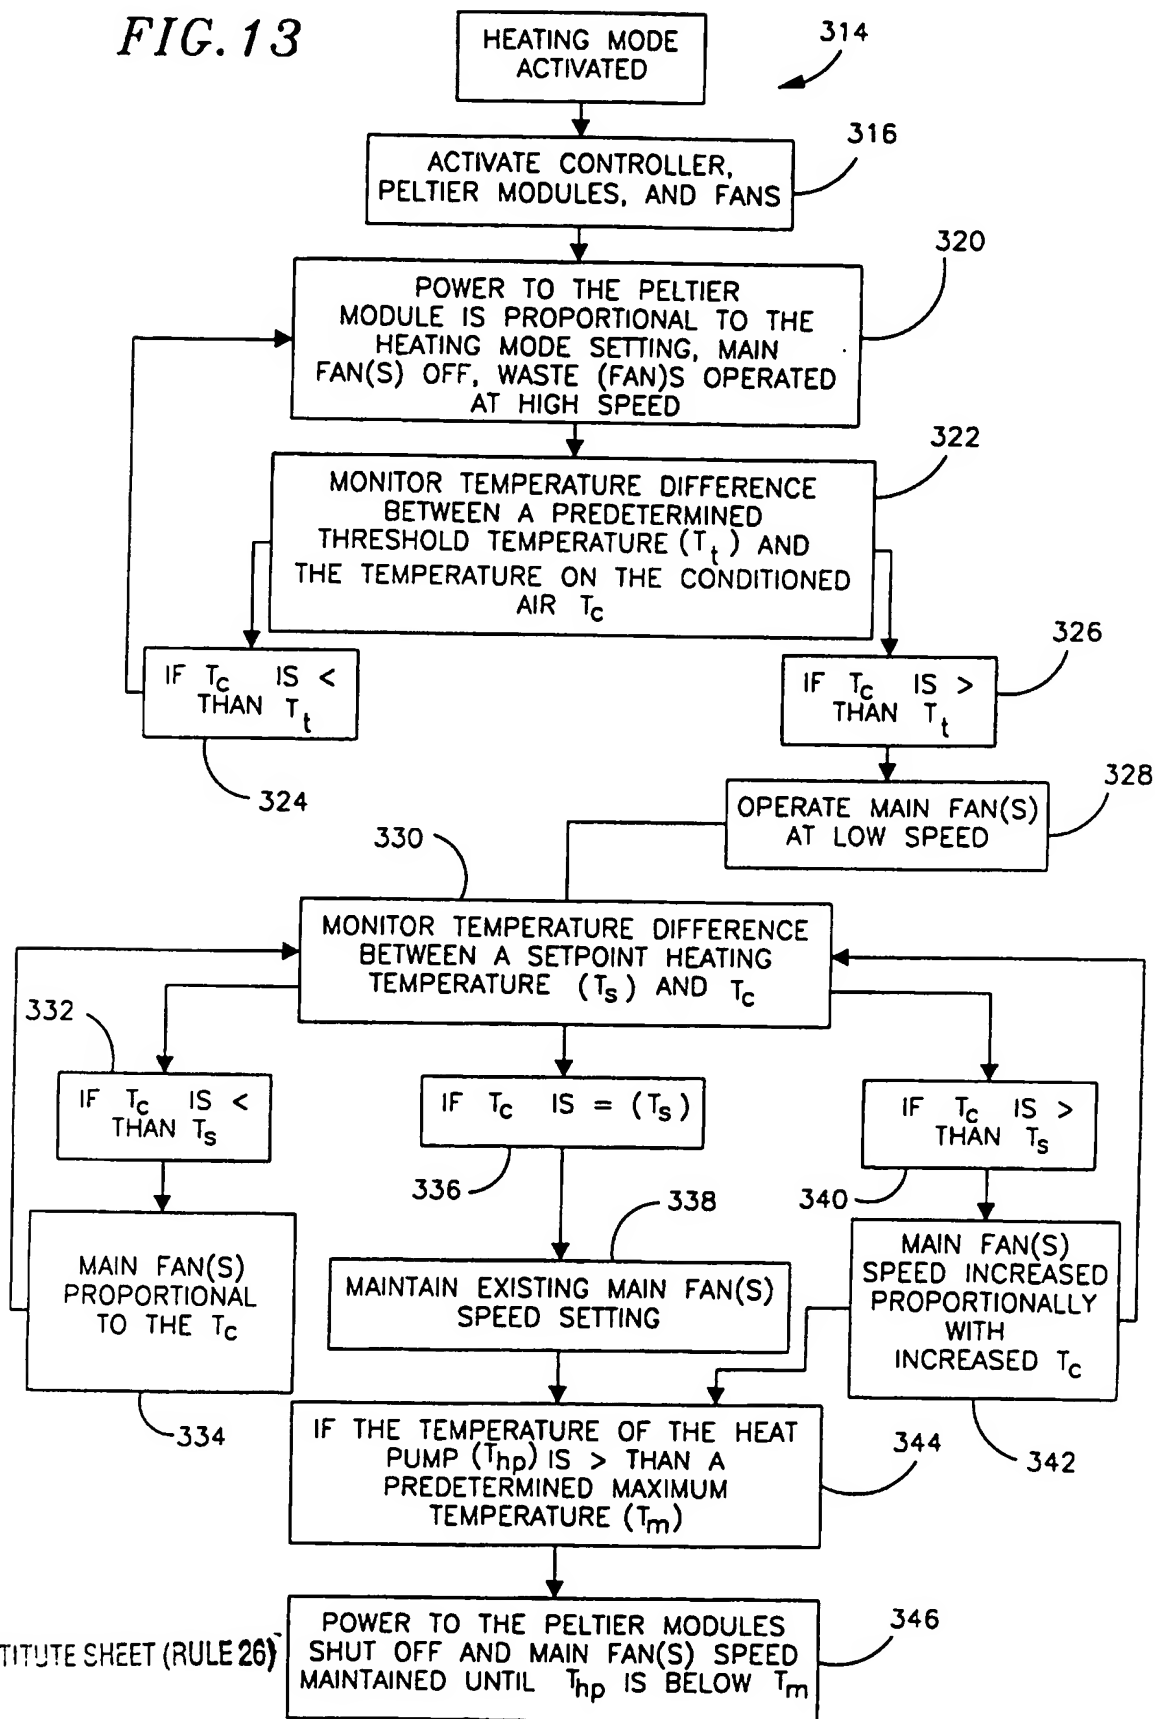 FIG. 13
HEATING MODE
ACTIVATED
314
ACTIVATE CONTROLLER,
PELTIER MODULES, AND FANS
316
POWER TO THE PELTIER
MODULE IS PROPORTIONAL TO THE
HEATING MODE SETTING, MAIN
FAN(S) OFF, WASTE (FAN)S OPERATED
AT HIGH SPEED
320
MONITOR TEMPERATURE DIFFERENCE
BETWEEN A PREDETERMINED
THRESHOLD TEMPERATURE (Tt) AND
THE TEMPERATURE ON THE CONDITIONED
AIR Tc
322
IF Tc IS <
THAN Tt
324
IF Tc IS >
THAN Tt
326
OPERATE MAIN FAN(S)
AT LOW SPEED
328
330
MONITOR TEMPERATURE DIFFERENCE
BETWEEN A SETPOINT HEATING
TEMPERATURE (Ts) AND Tc
332
IF Tc IS <
THAN Ts
IF Tc IS = (Ts)
336
IF Tc IS >
THAN Ts
340
MAIN FAN(S)
PROPORTIONAL
TO THE Tc
334
338
MAINTAIN EXISTING MAIN FAN(S)
SPEED SETTING
MAIN FAN(S)
SPEED INCREASED
PROPORTIONALLY
WITH
INCREASED Tc
342
IF THE TEMPERATURE OF THE HEAT
PUMP (Thp) IS > THAN A
PREDETERMINED MAXIMUM
TEMPERATURE (Tm)
344
POWER TO THE PELTIER MODULES
SHUT OFF AND MAIN FAN(S) SPEED
MAINTAINED UNTIL Thp IS BELOW Tm
346
TITUTE SHEET (RULE 26)